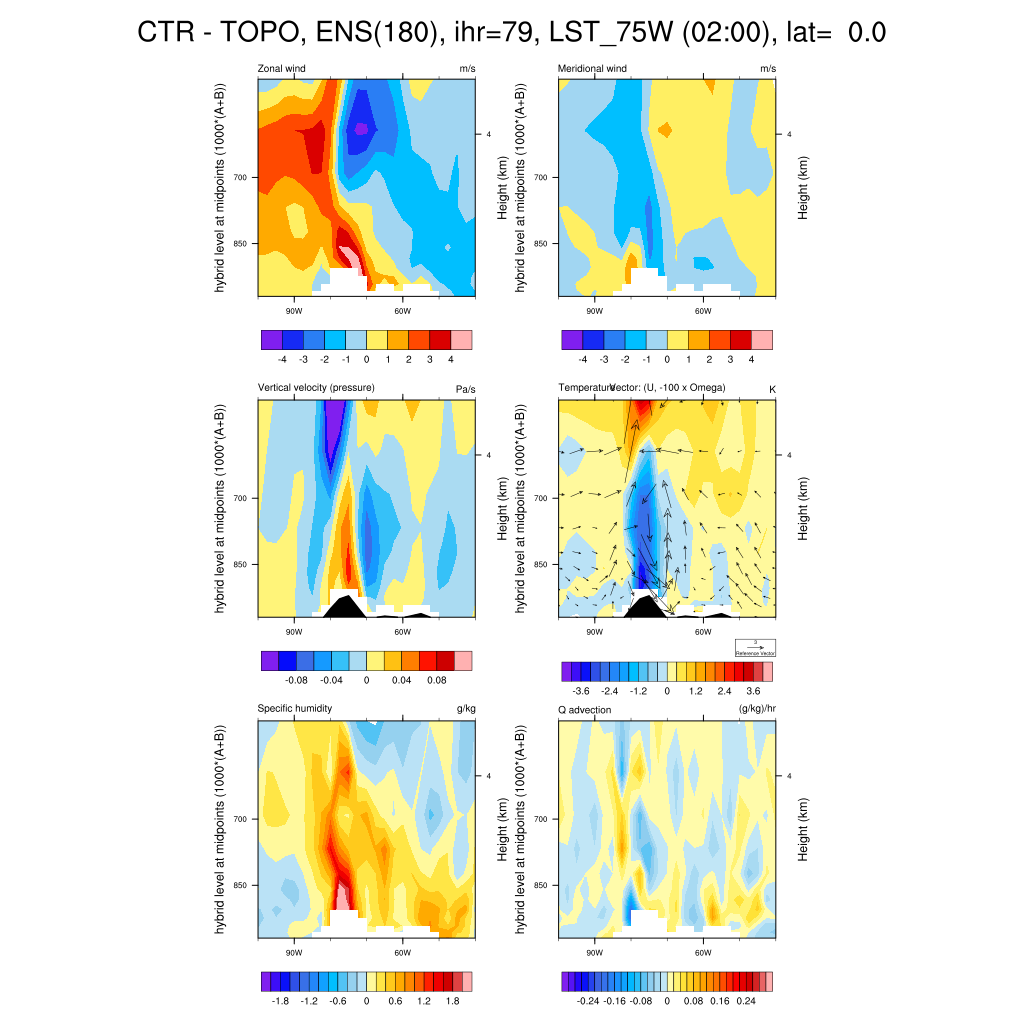 CTR - TOPO, ENS(180), ihr=79, LST_75W (02:00), lat=  0.0
Zonal wind m/s
hybrid level at midpoints (1000*(A+B))
700
850
4
Height (km)
90W 60W
-4 -3 -2 -1 0 1 2 3 4
Meridional wind m/s
hybrid level at midpoints (1000*(A+B))
700
850
4
Height (km)
90W 60W
-4 -3 -2 -1 0 1 2 3 4
Vertical velocity (pressure) Pa/s
hybrid level at midpoints (1000*(A+B))
700
850
4
Height (km)
90W 60W
-0.08 -0.04 0 0.04 0.08
Temperature Vector: (U, -100 x Omega) K
hybrid level at midpoints (1000*(A+B))
700
850
4
Height (km)
90W 60W
3
Reference Vector
-3.6 -2.4 -1.2 0 1.2 2.4 3.6
Specific humidity g/kg
hybrid level at midpoints (1000*(A+B))
700
850
4
Height (km)
90W 60W
-1.8 -1.2 -0.6 0 0.6 1.2 1.8
Q advection (g/kg)/hr
hybrid level at midpoints (1000*(A+B))
700
850
4
Height (km)
90W 60W
-0.24 -0.16 -0.08 0 0.08 0.16 0.24